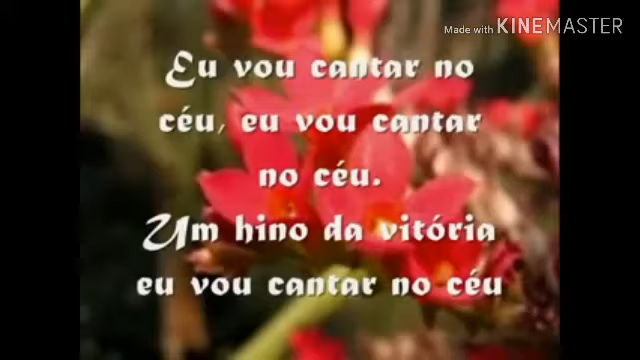 Made with KINEMASTER
Eu vou cantar no
céu, eu vou cantar
no céu.
Um hino da vitória
eu vou cantar no céu